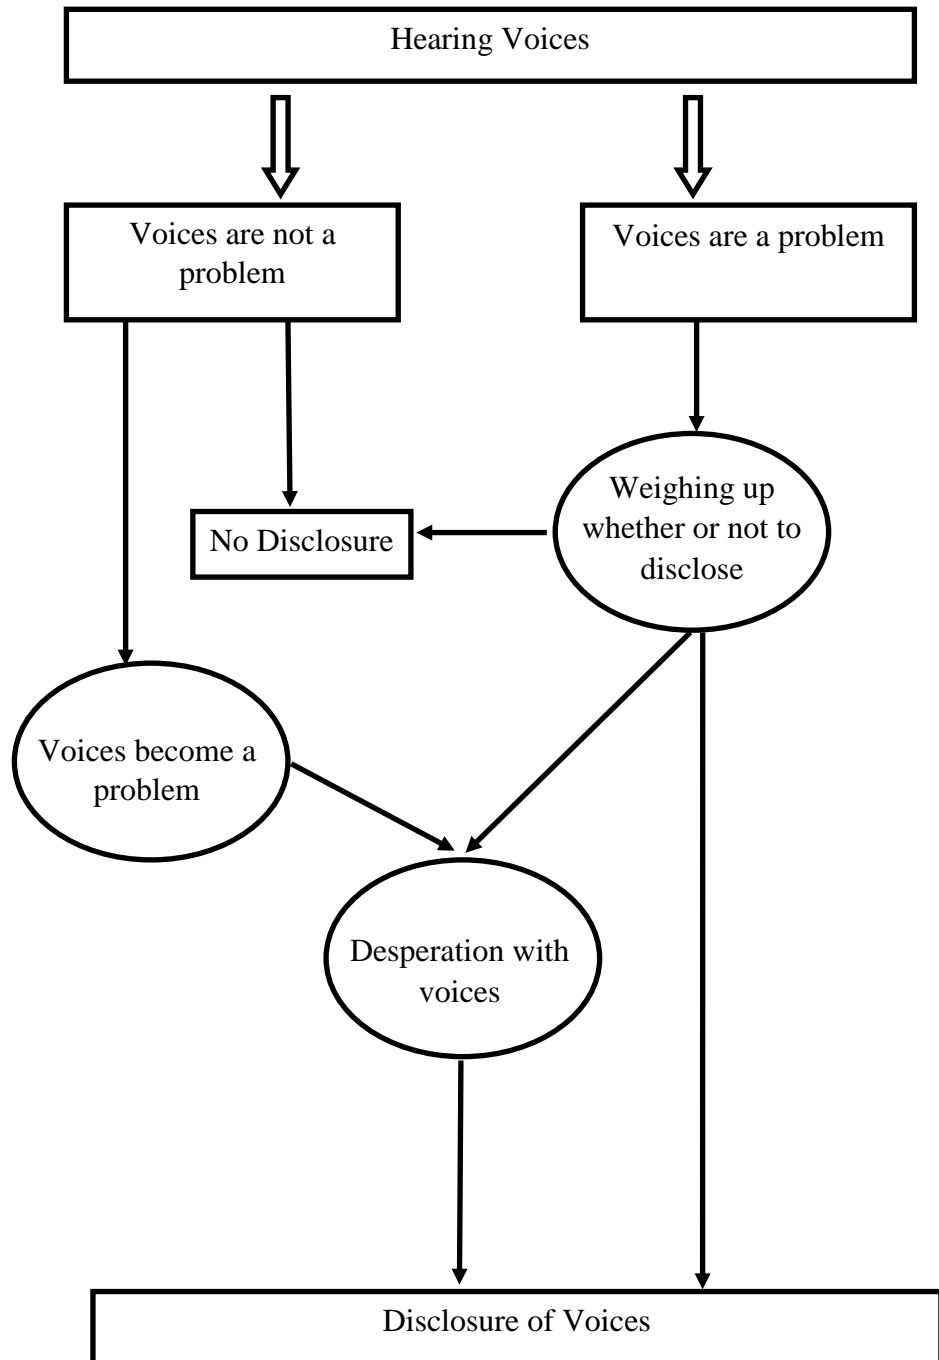 Hearing Voices
Voices are not a
problem
Voices are a problem
Weighing up
whether or not to
disclose
No Disclosure
Voices become a
problem
Desperation with
voices
Disclosure of Voices